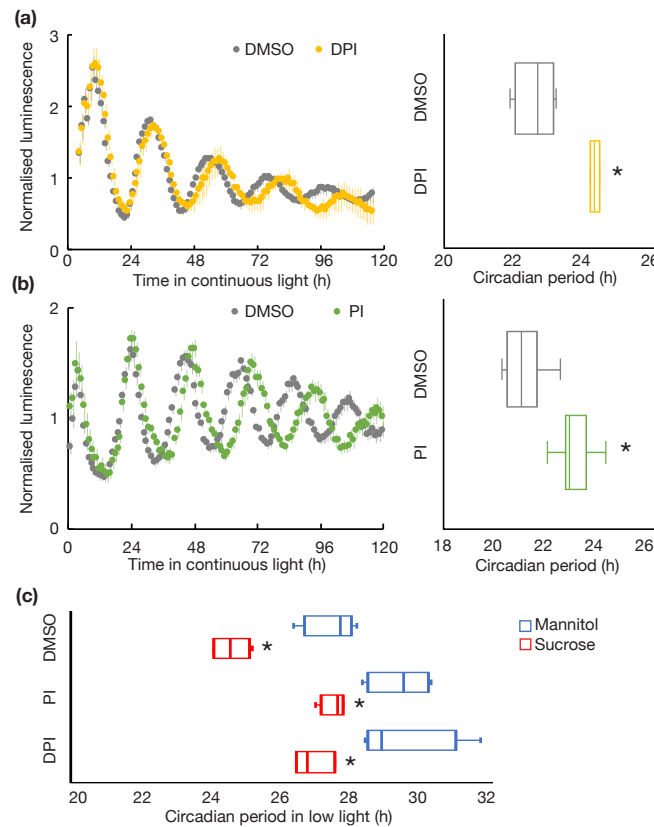 (a)
3
2
1
0
Normalised luminescence
DMSO DPI
0 24 48 72 96 120
Time in continuous light (h)
DMSO
DPI
*
20 22 24 26
Circadian period (h)
(b)
2
1
0
Normalised luminescence
DMSO PI
0 24 48 72 96 120
Time in continuous light (h)
DMSO
PI
*
18 20 22 24 26
Circadian period (h)
(c)
DMSO
*
PI
*
DPI
*
Mannitol
Sucrose
20 22 24 26 28 30 32
Circadian period in low light (h)